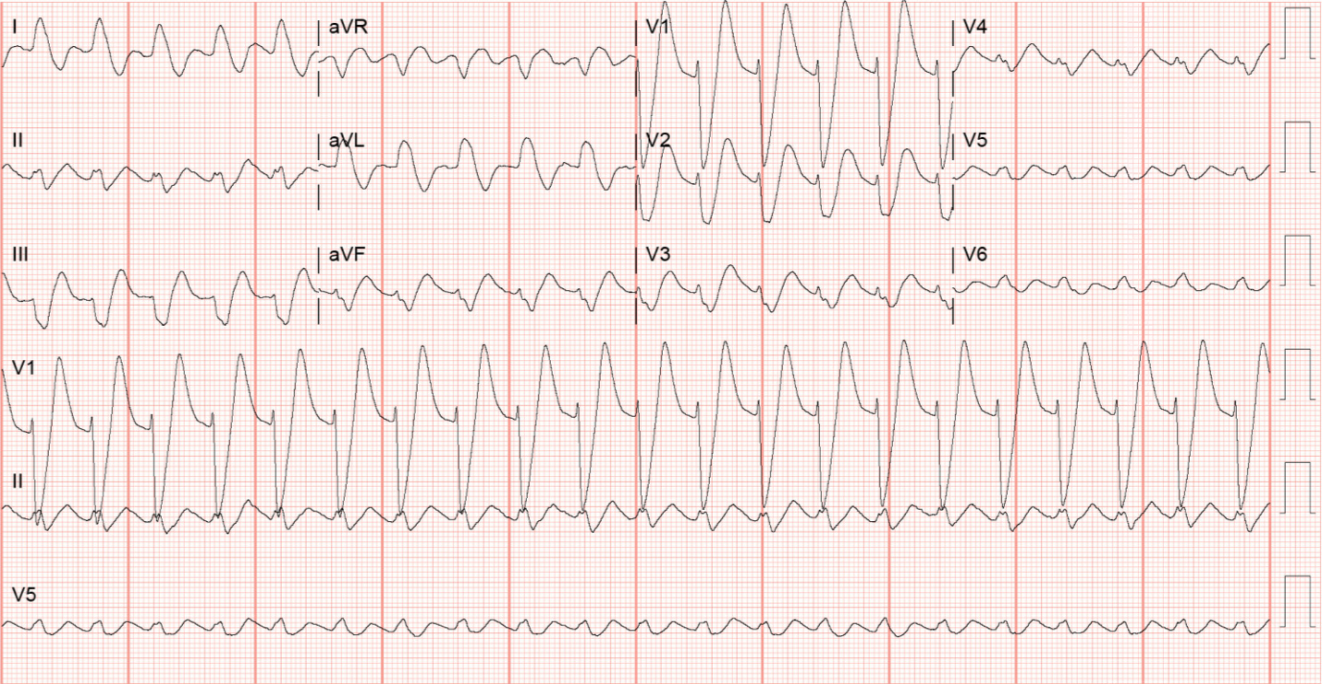 I aVR V1 V4
II aVL V2 V5
III aVF V3 V6
V1
II
V5